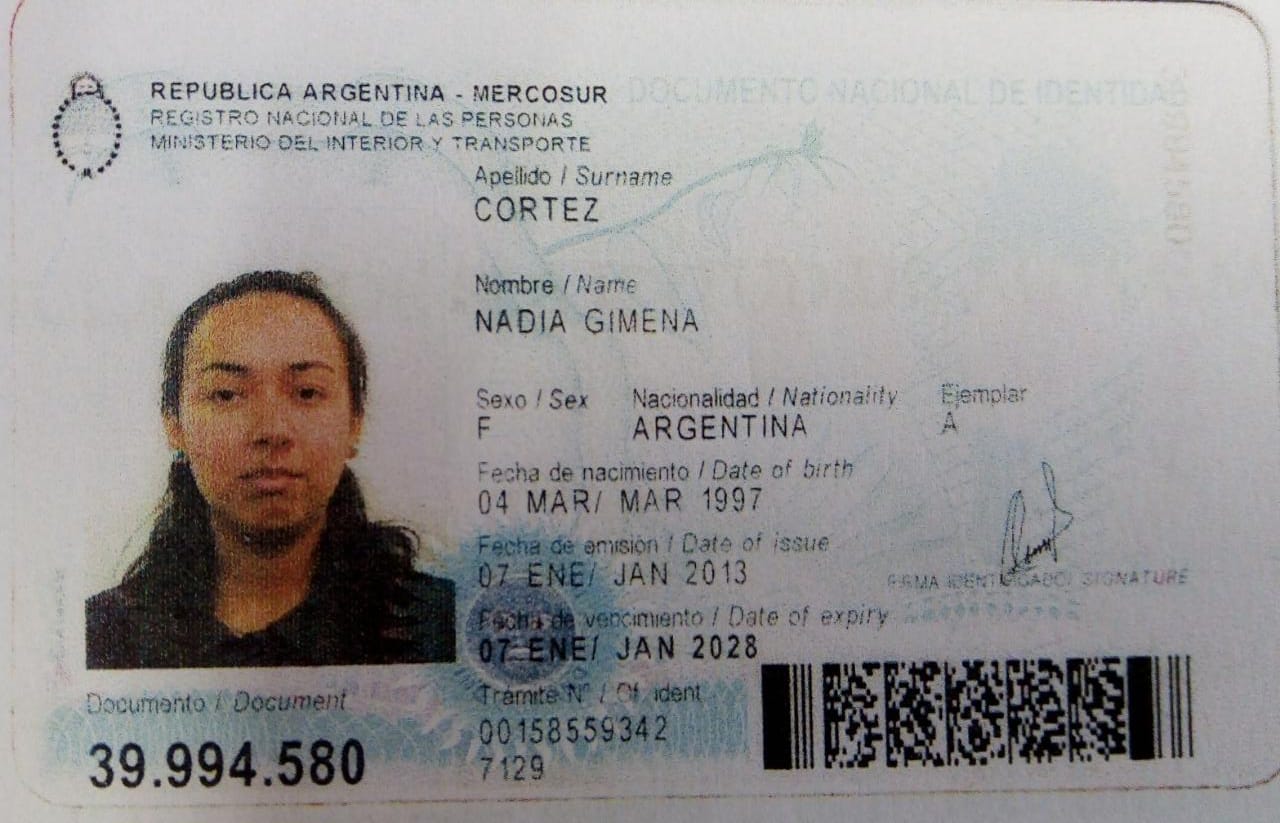 REPUBLICA ARGENTINA - MERCOSUR
DOCUMENTO NACIONAL DE IDENTIDAD
REGISTRO NACIONAL DE LAS PERSONAS
MINISTERIO DEL INTERIOR Y TRANSPORTE
Apellido / Surname
CORTEZ
Nombre / Name
NADIA GIMENA
Sexo / Sex Nacionalidad / Nationality Ejemplar
F ARGENTINA A
Fecha de nacimiento / Date of birth
04 MAR/ MAR 1997
Fecha de emisión / Date of issue
07 ENE/ JAN 2013
FIRMA IDENTIFICADO/ SIGNATURE
Fecha de vencimiento / Date of expiry
07 ENE/ JAN 2028
Documento / Document
39.994.580
Trámite Nº / Of. ident
00158559342
7129